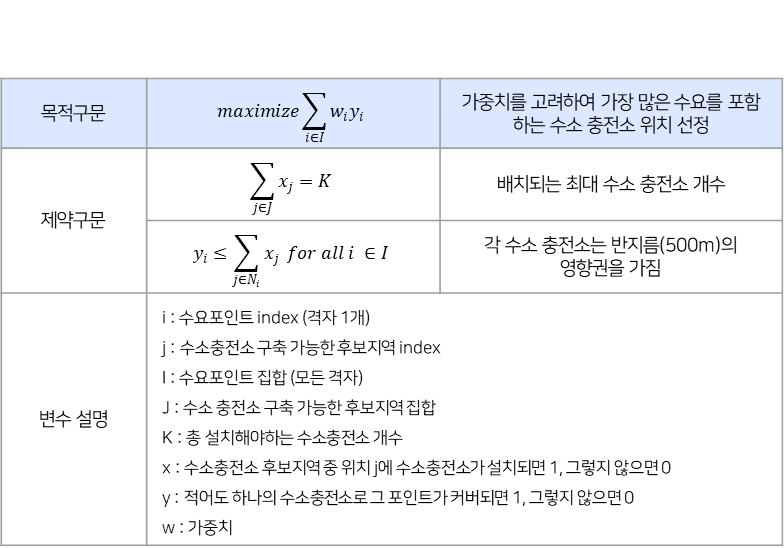 목적구문
maximize ∑ i∈I wᵢyᵢ
가중치를 고려하여 가장 많은 수요를 포함
하는 수소 충전소 위치 선정
제약구문
∑ j∈J xⱼ = K
배치되는 최대 수소 충전소 개수
yᵢ ≤ ∑ j∈Nᵢ xⱼ for all i ∈ I
각 수소 충전소는 반지름(500m)의
영향권을 가짐
변수 설명
i : 수요포인트 index (격자 1개)
j : 수소충전소 구축 가능한 후보지역 index
I : 수요포인트 집합 (모든 격자)
J : 수소 충전소 구축 가능한 후보지역 집합
K : 총 설치해야하는 수소충전소 개수
x : 수소충전소 후보지역 중 위치 j에 수소충전소가 설치되면 1, 그렇지 않으면 0
y : 적어도 하나의 수소충전소로 그 포인트가 커버되면 1, 그렇지 않으면 0
w : 가중치